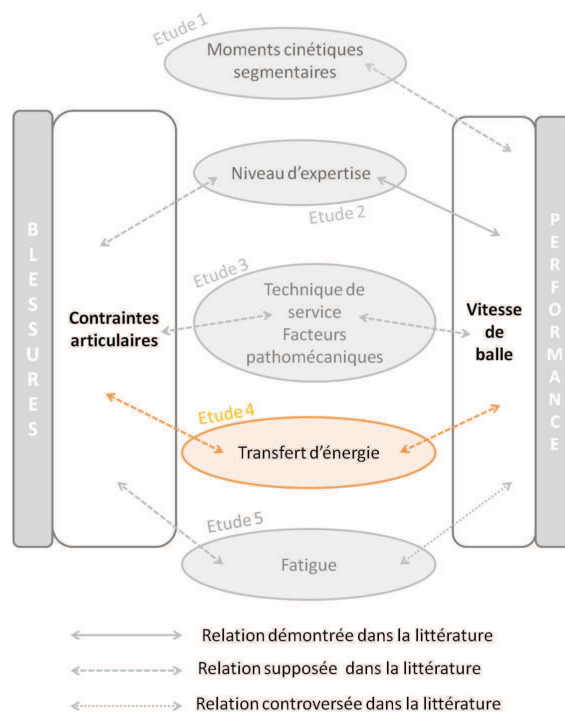 Etude 1
Moments cinétiques
segmentaires
Niveau d'expertise
Etude 2
Etude 3
Technique de
service
Facteurs
pathomécaniques
BLESSURES
Contraintes
articulaires
Vitesse
de
balle
PERFORMANCE
Etude 4
Transfert d'énergie
Etude 5
Fatigue
Relation démontrée dans la littérature
Relation supposée dans la littérature
Relation controversée dans la littérature